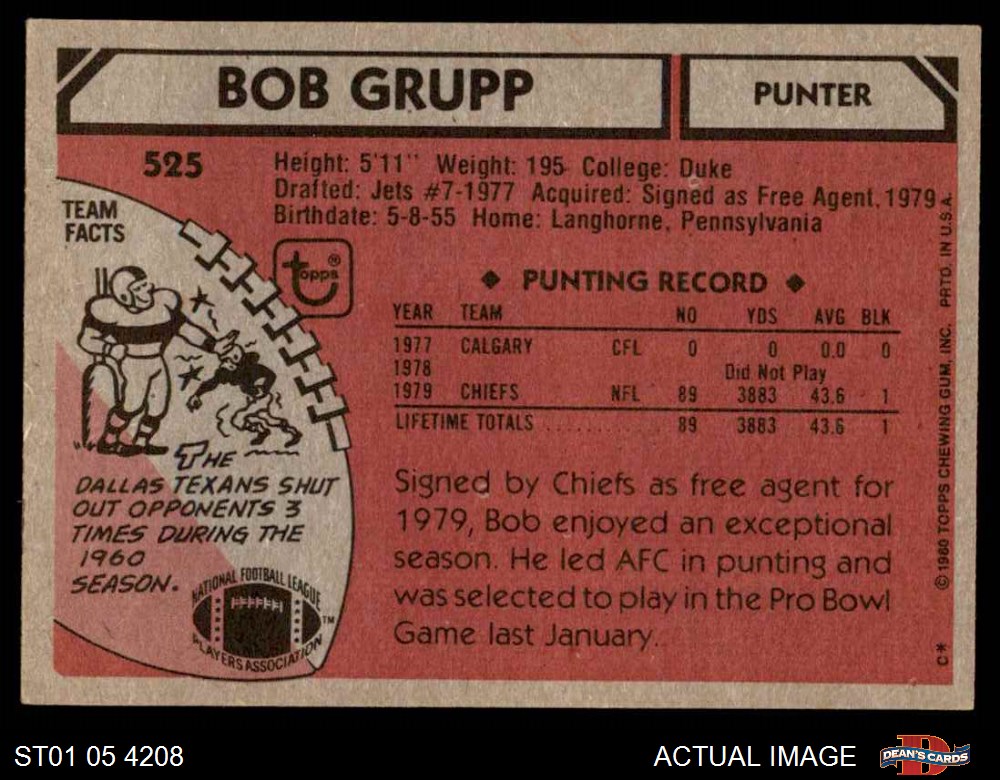 BOB GRUPP
PUNTER
525
Height: 5'11" Weight: 195 College: Duke
Drafted: Jets #7-1977 Acquired: Signed as Free Agent, 1979
Birthdate: 5-8-55 Home: Langhorne, Pennsylvania
TEAM
FACTS
topps®
◆ PUNTING RECORD ◆
YEAR TEAM NO YDS AVG BLK
1977 CALGARY CFL 0 0 0.0 0
1978 Did Not Play
1979 CHIEFS NFL 89 3883 43.6 1
LIFETIME TOTALS ............ 89 3883 43.6 1
THE
DALLAS TEXANS SHUT
OUT OPPONENTS 3
TIMES DURING THE
1960
SEASON.
NATIONAL FOOTBALL LEAGUE
PLAYERS ASSOCIATION
TM
Signed by Chiefs as free agent for
1979, Bob enjoyed an exceptional
season. He led AFC in punting and
was selected to play in the Pro Bowl
Game last January.
C* © 1980 TOPPS CHEWING GUM, INC. PRTD. IN U.S.A.
ST01 05 4208
ACTUAL IMAGE
DEAN'S CARDS